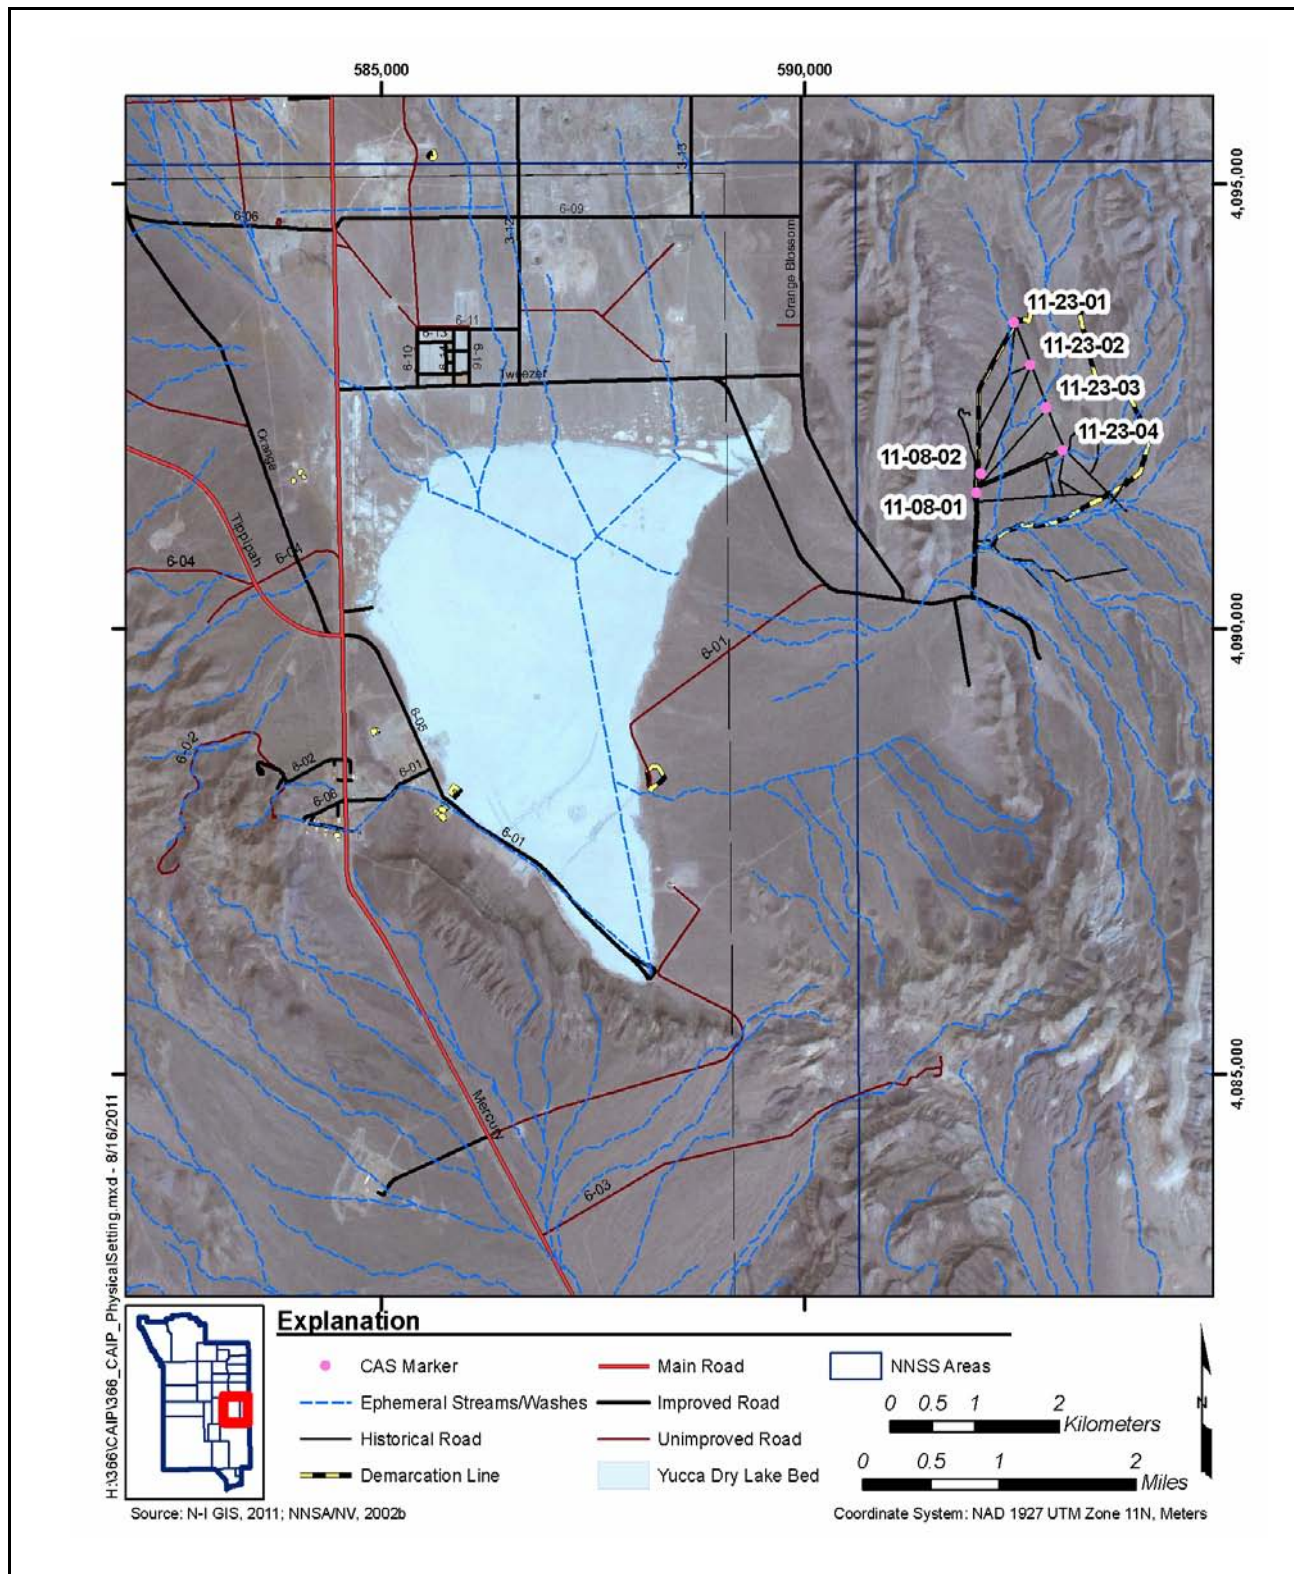 585,000 590,000
4,095,000
6-06
6-09
3-13
3-12
Orange Blossom
6-11
6-13
6-10
6-16
Tweezer
11-23-01
11-23-02
11-23-03
11-23-04
11-08-02
11-08-01
Orange
Tippipah
6-04
6-04
4,090,000
6-01
6-05
6-02
6-02
6-01
6-06
6-01
4,085,000
Mercury
6-03
H:\366\CAIP\366_CAIP_PhysicalSetting.mxd - 8/16/2011
Explanation
CAS Marker
Ephemeral Streams/Washes
Historical Road
Demarcation Line
Main Road
Improved Road
Unimproved Road
Yucca Dry Lake Bed
NNSS Areas
0 0.5 1 2
Kilometers
0 0.5 1 2
Miles
N
Source: N-I GIS, 2011; NNSA/NV, 2002b
Coordinate System: NAD 1927 UTM Zone 11N, Meters